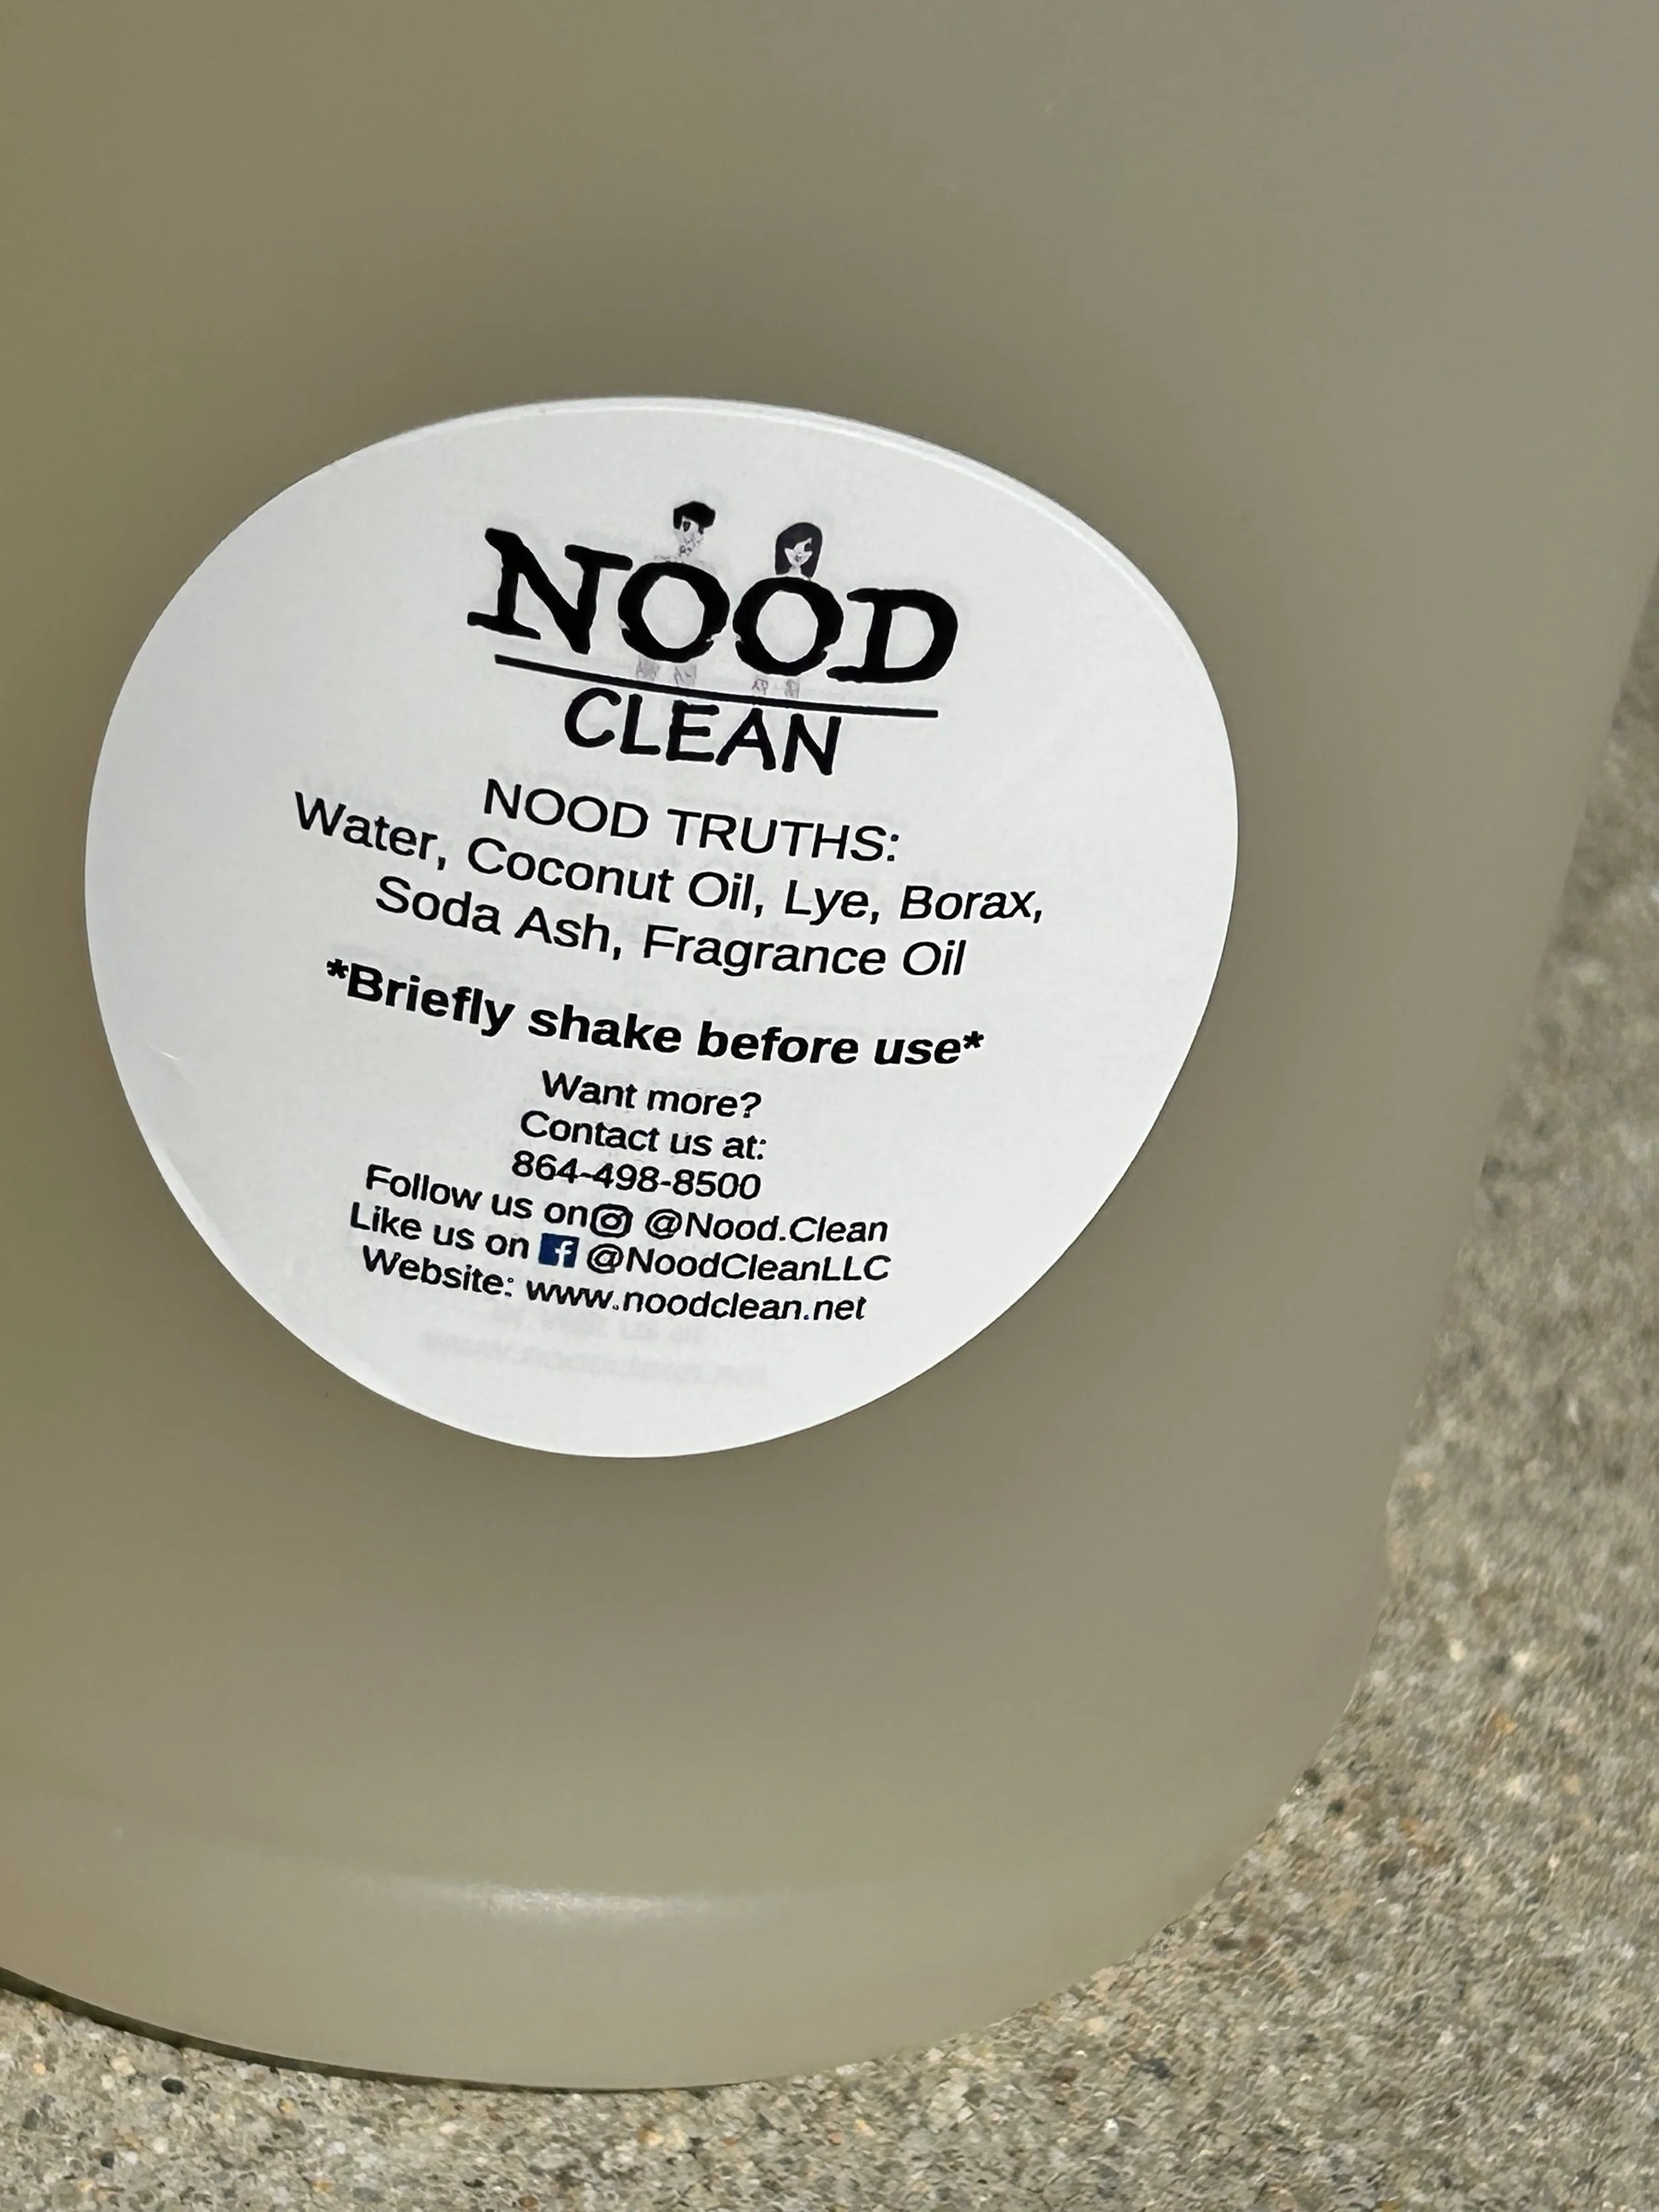 NOOD
CLEAN
NOOD TRUTHS:
Water, Coconut Oil, Lye, Borax,
Soda Ash, Fragrance Oil
*Briefly shake before use*
Want more?
Contact us at:
864-498-8500
Follow us on @Nood.Clean
Like us on f @NoodCleanLLC
Website: www.noodclean.net